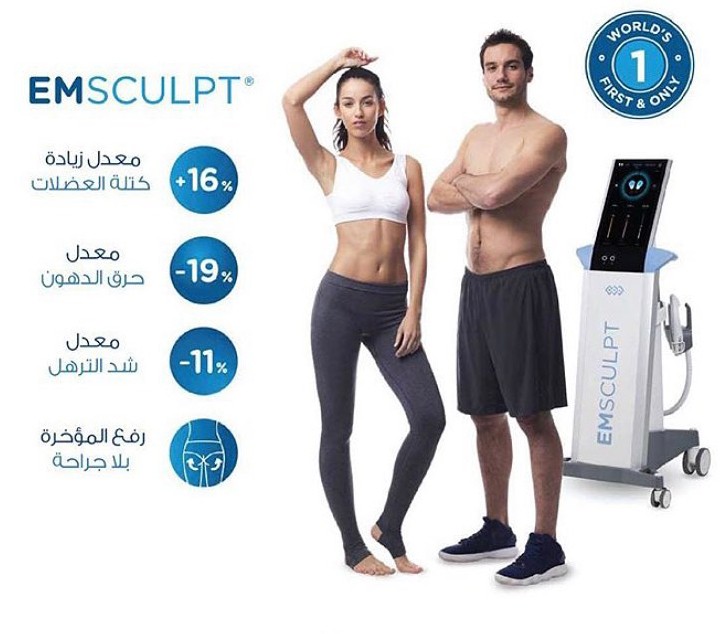 EMSCULPT®
WORLD'S
1
FIRST & ONLY
معدل زيادة
كتلة العضلات
+16%
معدل
حرق الدهون
-19%
معدل
شد الترهل
-11%
رفع المؤخرة
بلا جراحة
EMSCULPT